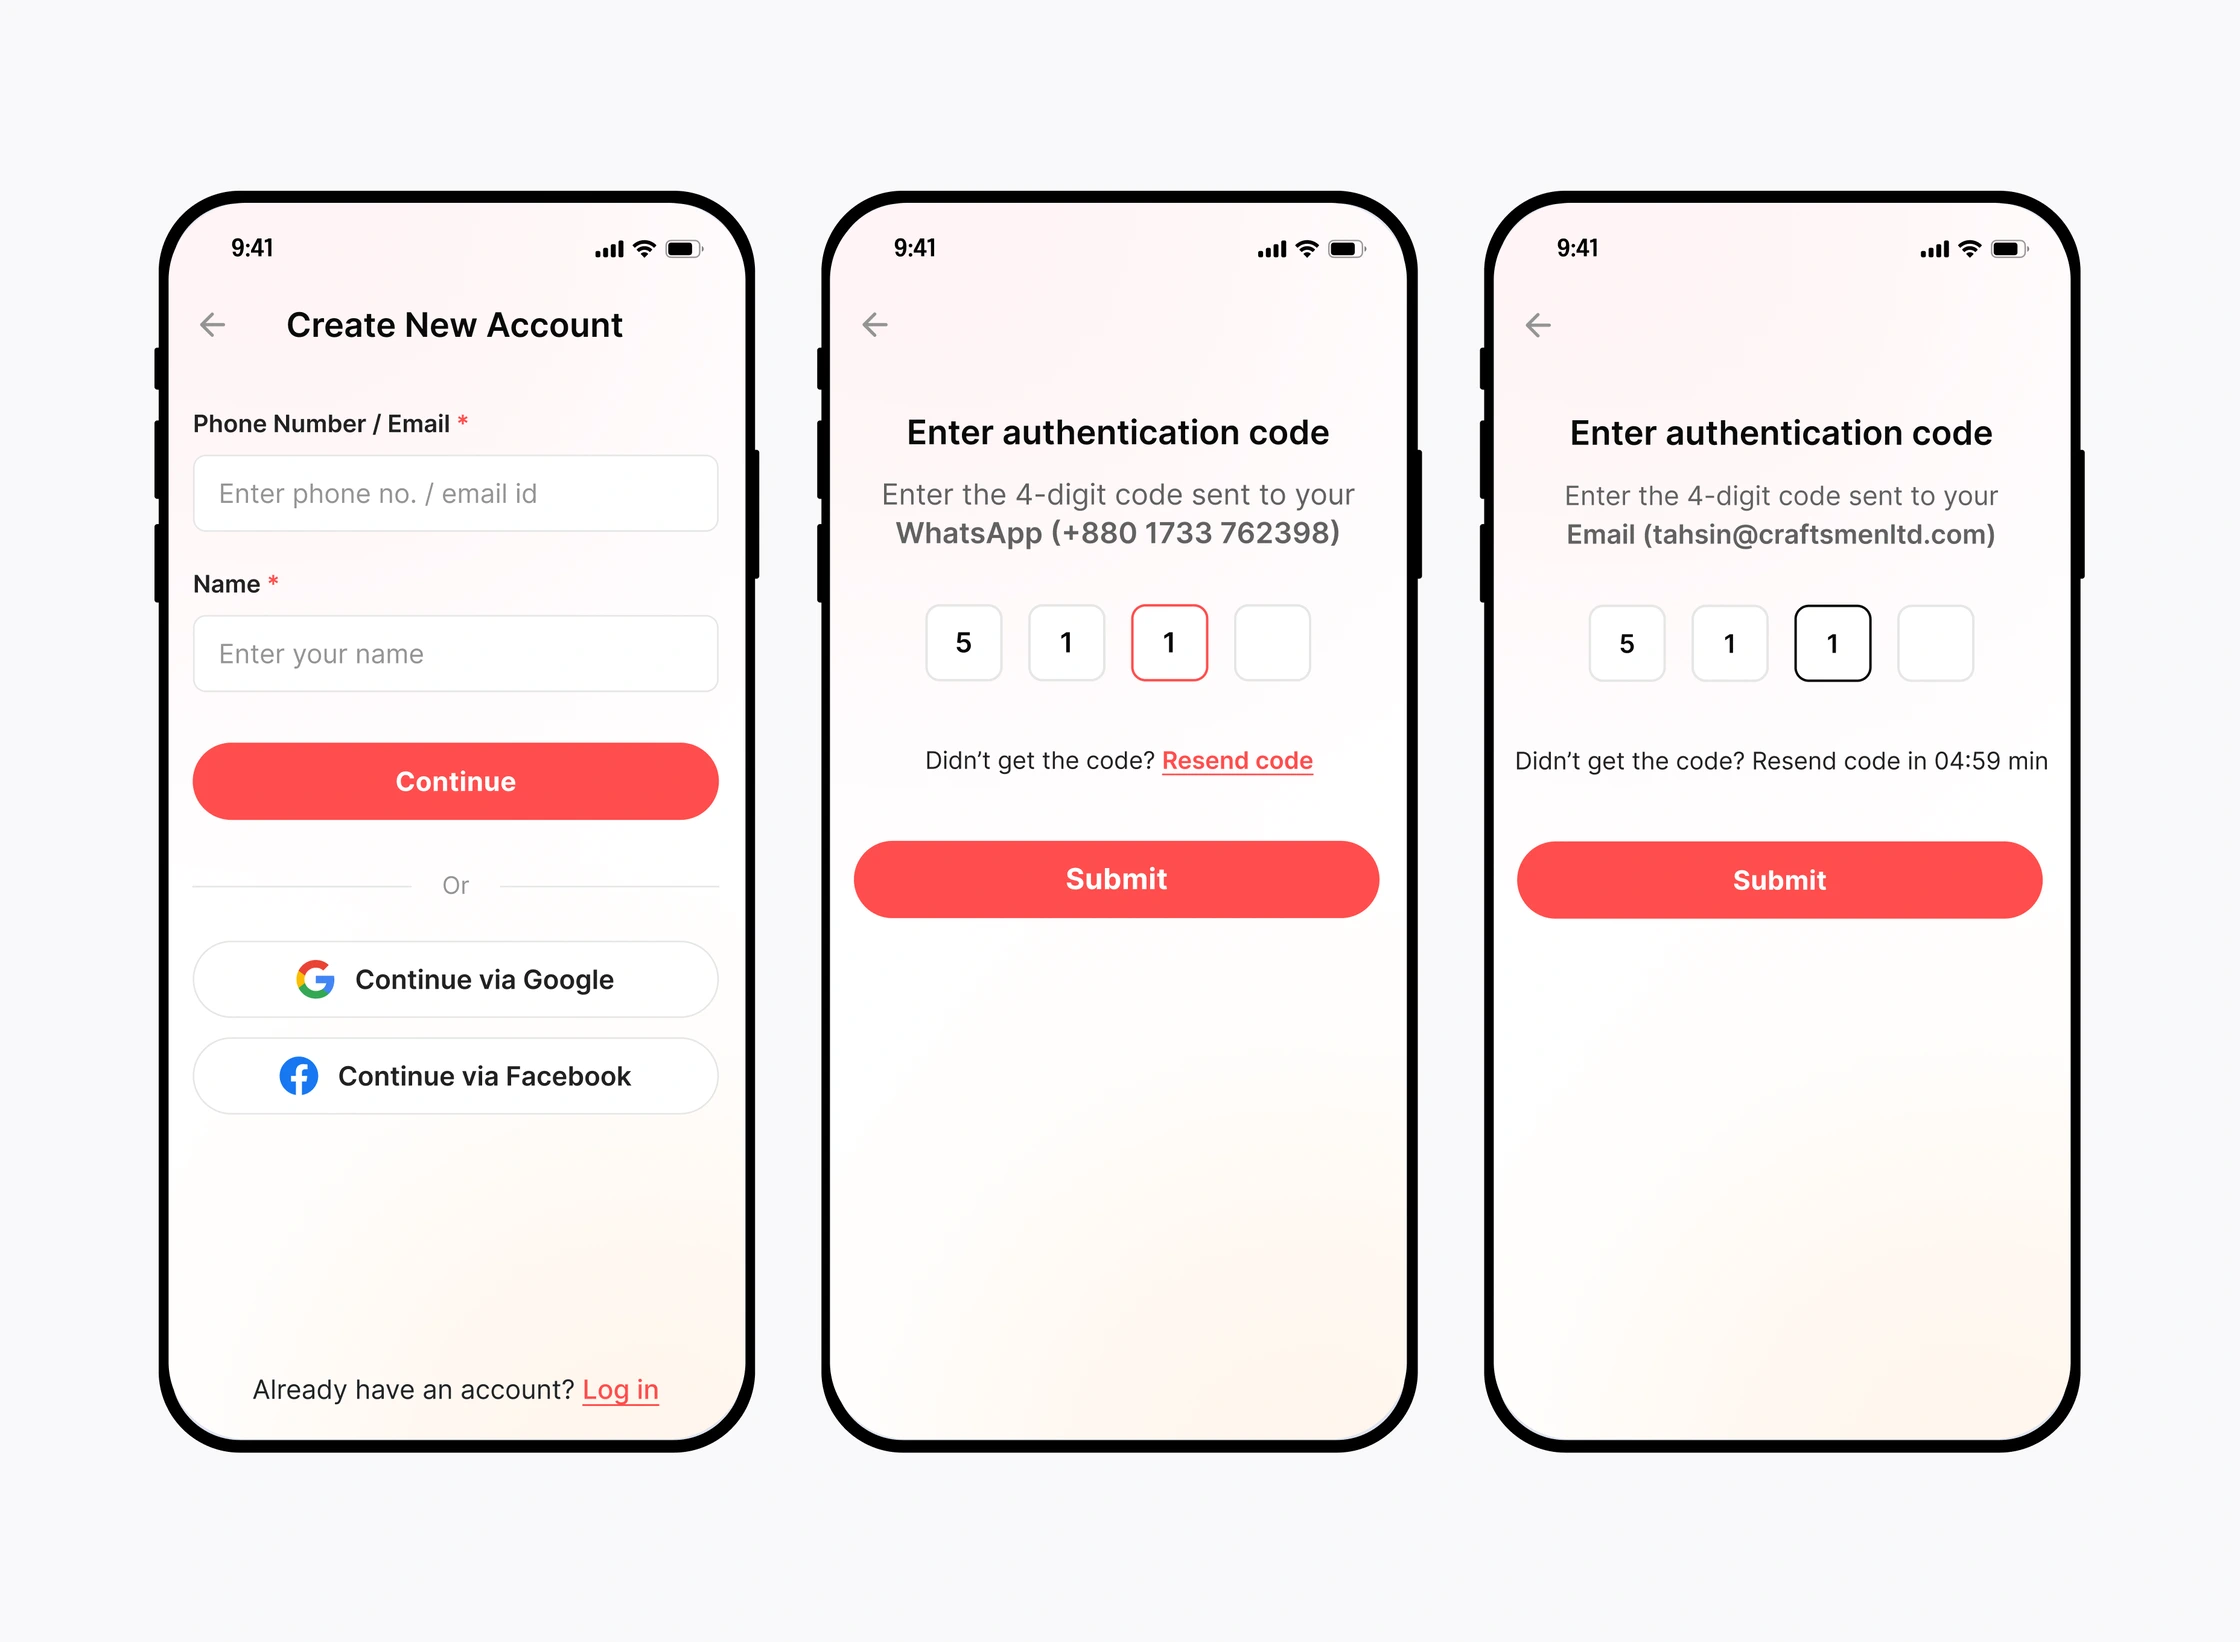 9:41
Create New Account
Phone Number / Email *
Enter phone no. / email id
Name *
Enter your name
Continue
Or
Continue via Google
Continue via Facebook
Already have an account? Log in
9:41
Enter authentication code
Enter the 4-digit code sent to your
WhatsApp (+880 1733 762398)
5 1 1
Didn't get the code? Resend code
Submit
9:41
Enter authentication code
Enter the 4-digit code sent to your
Email (tahsin@craftsmenltd.com)
5 1 1
Didn't get the code? Resend code in 04:59 min
Submit